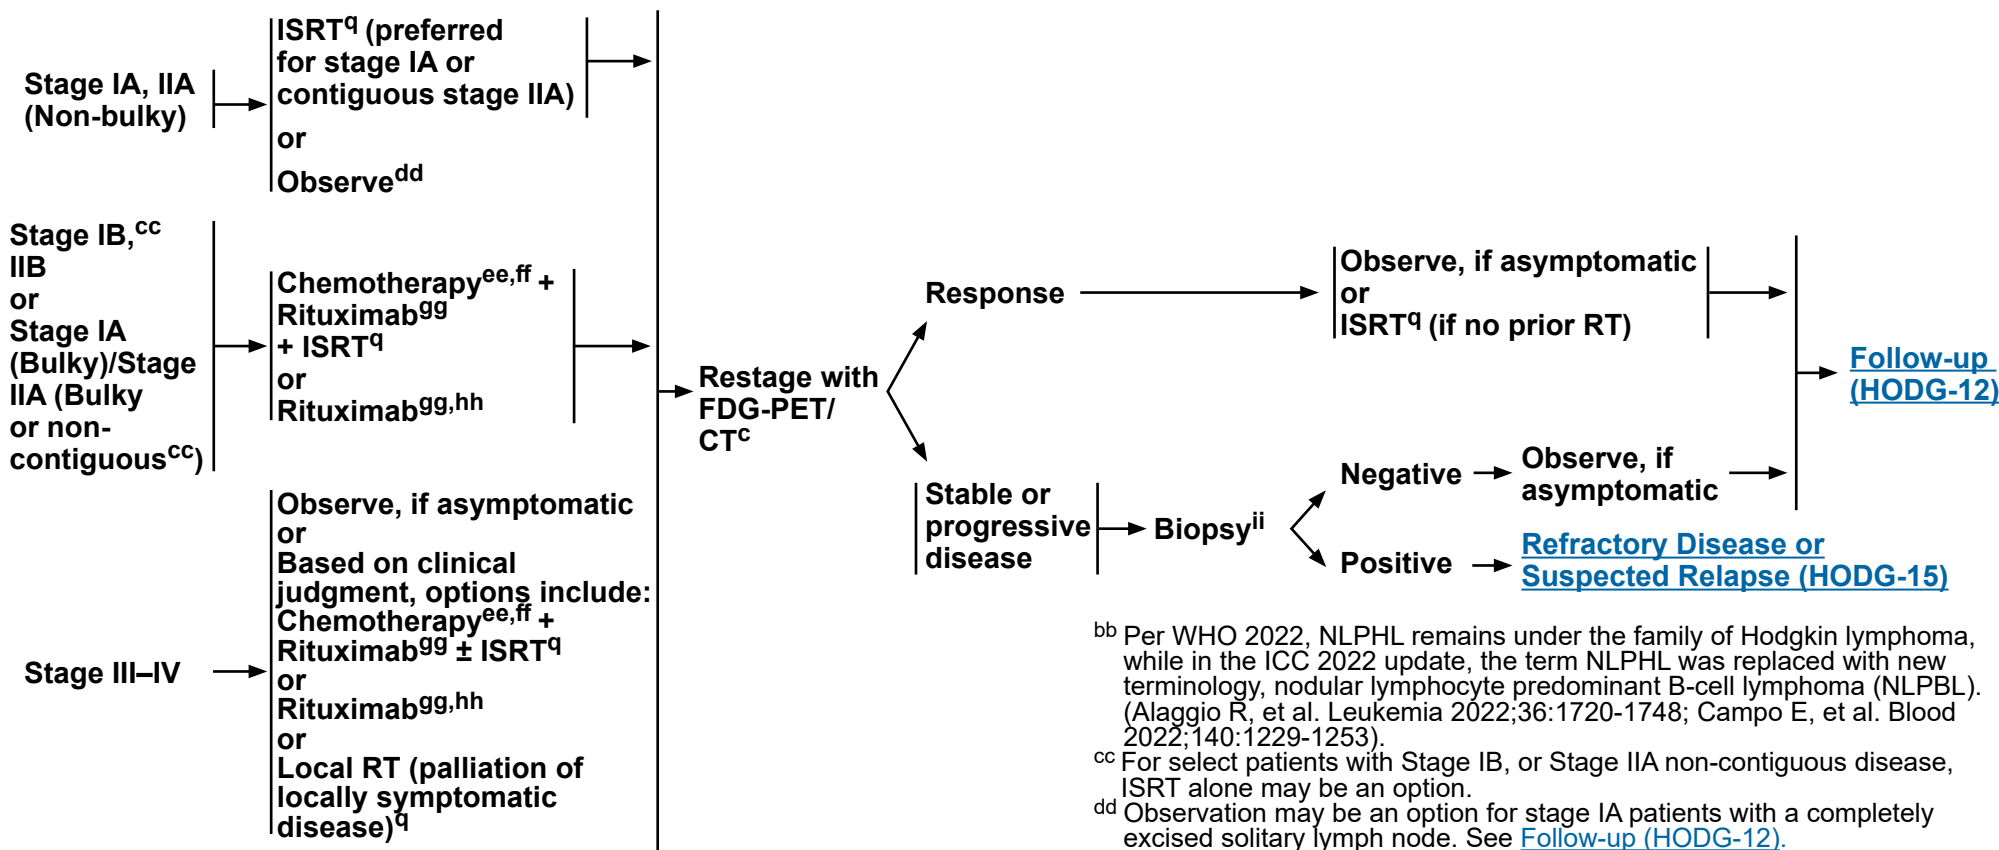 Stage IA, IIA
(Non-bulky)
ISRTq (preferred
for stage IA or
contiguous stage IIA)
or
Observedd
Stage IB,cc
IIB
or
Stage IA
(Bulky)/Stage
IIA (Bulky
or non-
contiguouscc)
Chemotherapyee,ff +
Rituximabgg
+ ISRTq
or
Rituximabgg,hh
Stage III–IV
Observe, if asymptomatic
or
Based on clinical
judgment, options include:
Chemotherapyee,ff +
Rituximabgg ± ISRTq
or
Rituximabgg,hh
or
Local RT (palliation of
locally symptomatic
disease)q
Restage with
FDG-PET/
CTc
Response
Observe, if asymptomatic
or
ISRTq (if no prior RT)
Stable or
progressive
disease
Biopsyii
Negative
Observe, if
asymptomatic
Positive
Refractory Disease or
Suspected Relapse (HODG-15)
Follow-up
(HODG-12)
bb Per WHO 2022, NLPHL remains under the family of Hodgkin lymphoma,
while in the ICC 2022 update, the term NLPHL was replaced with new
terminology, nodular lymphocyte predominant B-cell lymphoma (NLPBL).
(Alaggio R, et al. Leukemia 2022;36:1720-1748; Campo E, et al. Blood
2022;140:1229-1253).
cc For select patients with Stage IB, or Stage IIA non-contiguous disease,
ISRT alone may be an option.
dd Observation may be an option for stage IA patients with a completely
excised solitary lymph node. See Follow-up (HODG-12).